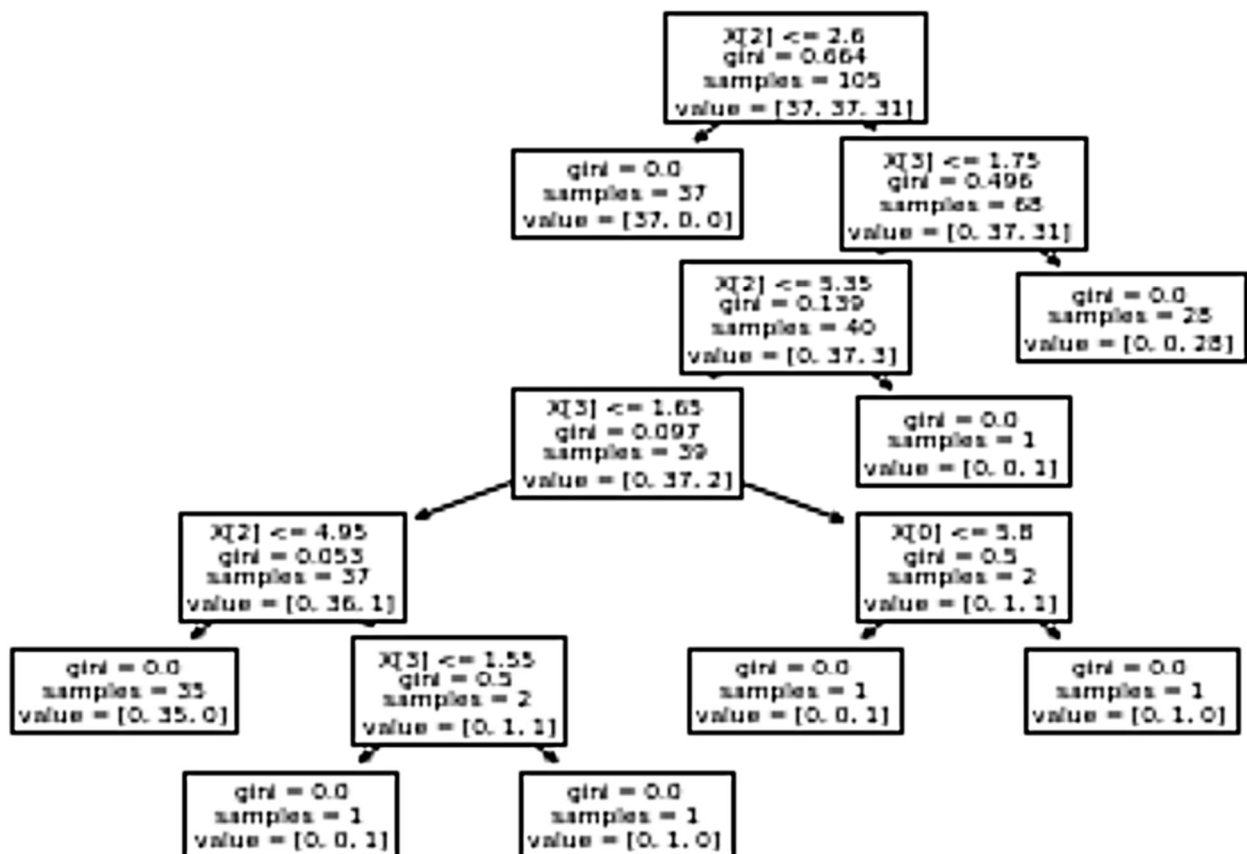 X[2] <= 2.6
gini = 0.664
samples = 105
value = [37, 37, 31]
gini = 0.0
samples = 37
value = [37, 0, 0]
X[3] <= 1.75
gini = 0.496
samples = 68
value = [0, 37, 31]
X[2] <= 5.35
gini = 0.139
samples = 40
value = [0, 37, 3]
gini = 0.0
samples = 28
value = [0, 0, 28]
X[3] <= 1.65
gini = 0.097
samples = 39
value = [0, 37, 2]
gini = 0.0
samples = 1
value = [0, 0, 1]
X[2] <= 4.95
gini = 0.053
samples = 37
value = [0, 36, 1]
X[0] <= 5.8
gini = 0.5
samples = 2
value = [0, 1, 1]
gini = 0.0
samples = 35
value = [0, 35, 0]
X[3] <= 1.55
gini = 0.5
samples = 2
value = [0, 1, 1]
gini = 0.0
samples = 1
value = [0, 0, 1]
gini = 0.0
samples = 1
value = [0, 1, 0]
gini = 0.0
samples = 1
value = [0, 0, 1]
gini = 0.0
samples = 1
value = [0, 1, 0]